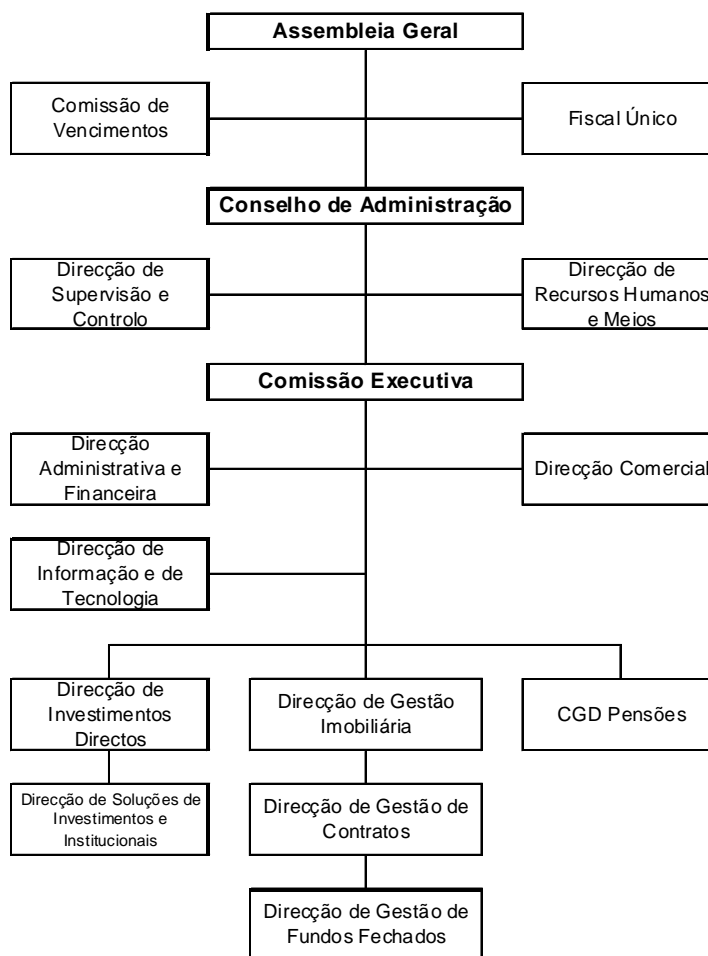 Assembleia Geral
Comissão de
Vencimentos
Fiscal Único
Conselho de Administração
Direcção de
Supervisão e
Controlo
Direcção de
Recursos Humanos
e Meios
Comissão Executiva
Direcção
Administrativa e
Financeira
Direcção Comercial
Direcção de
Informação e de
Tecnologia
Direcção de
Investimentos
Directos
Direcção de Gestão
Imobiliária
CGD Pensões
Direcção de Soluções de
Investimentos e
Institucionais
Direcção de Gestão de
Contratos
Direcção de Gestão de
Fundos Fechados